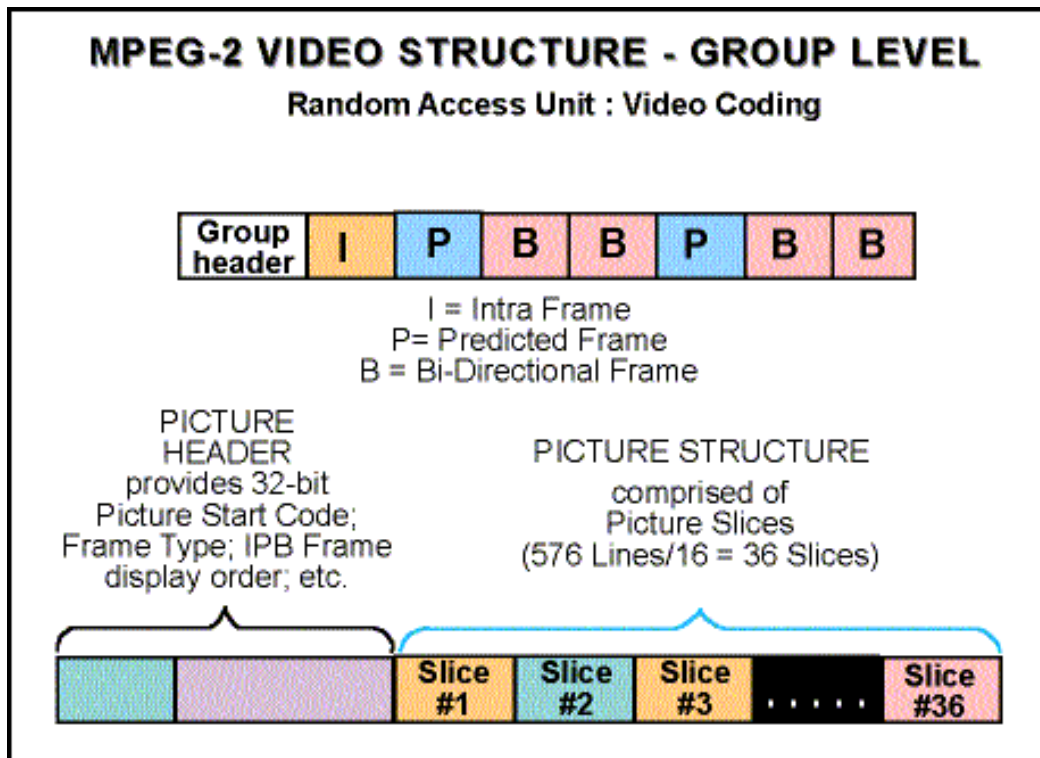 MPEG-2 VIDEO STRUCTURE - GROUP LEVEL
Random Access Unit : Video Coding
Group
header
I
P
B
B
P
B
B
I = Intra Frame
P= Predicted Frame
B = Bi-Directional Frame
PICTURE
HEADER
provides 32-bit
Picture Start Code;
Frame Type; IPB Frame
display order; etc.
PICTURE STRUCTURE
comprised of
Picture Slices
(576 Lines/16 = 36 Slices)
Slice
#1
Slice
#2
Slice
#3
. . . . .
Slice
#36